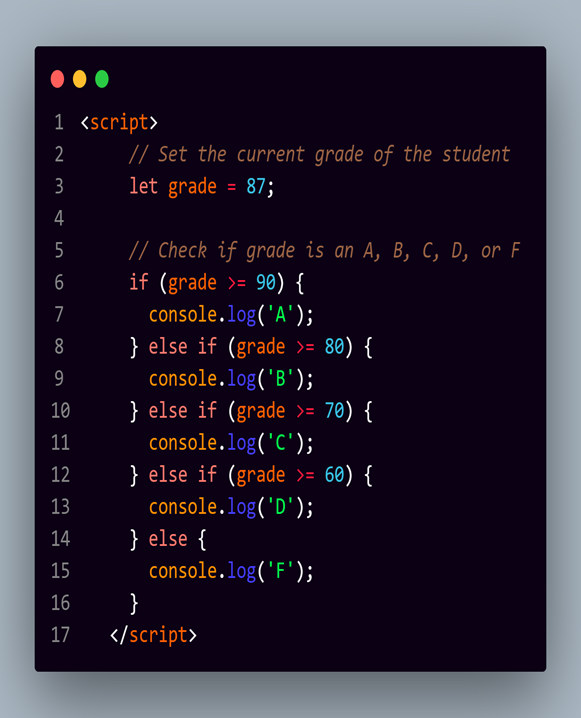 1 <script>
2 // Set the current grade of the student
3 let grade = 87;
4
5 // Check if grade is an A, B, C, D, or F
6 if (grade >= 90) {
7 console.log('A');
8 } else if (grade >= 80) {
9 console.log('B');
10 } else if (grade >= 70) {
11 console.log('C');
12 } else if (grade >= 60) {
13 console.log('D');
14 } else {
15 console.log('F');
16 }
17 </script>